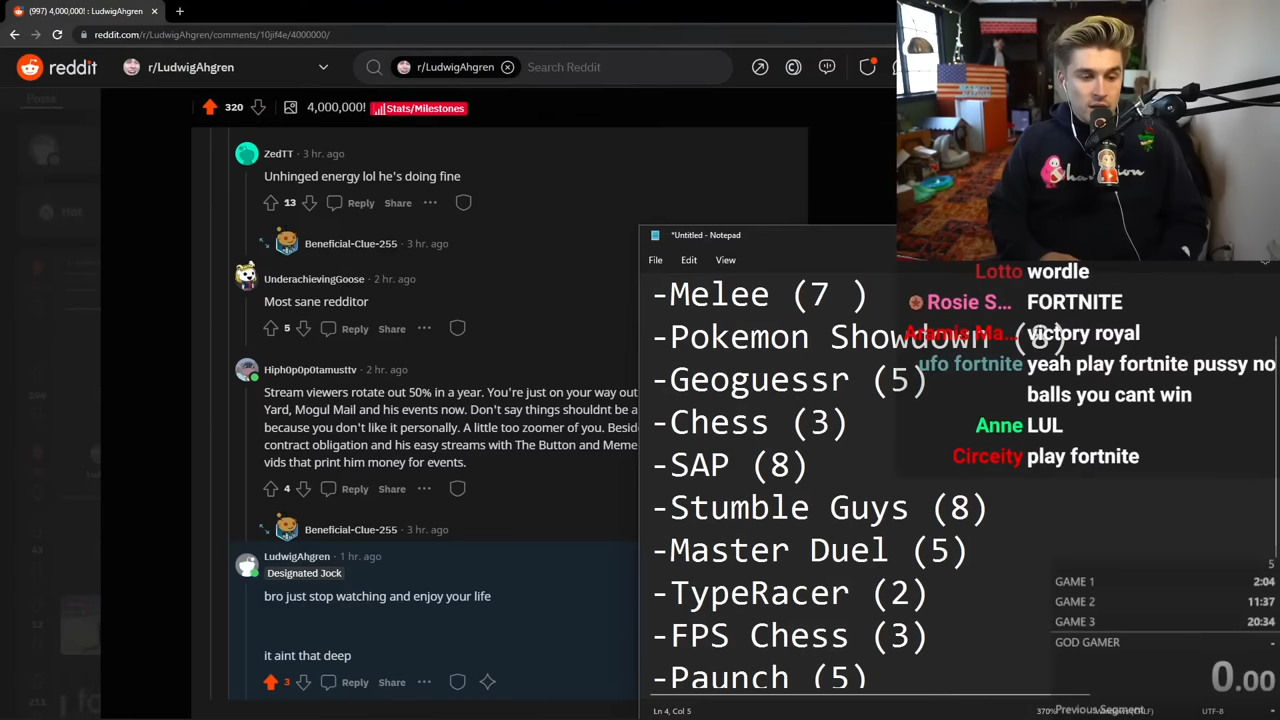 (997) 4,000,000! : LudwigAhgren
reddit.com/r/LudwigAhgren/comments/10jif4e/4000000/
reddit
r/LudwigAhgren
r/LudwigAhgren
Search Reddit
320
4,000,000!
Stats/Milestones
ZedTT · 3 hr. ago
Unhinged energy lol he's doing fine
13 Reply Share ...
Beneficial-Clue-255 · 3 hr. ago
UnderachievingGoose · 2 hr. ago
Most sane redditor
5 Reply Share
Hiph0p0p0tamusttv · 2 hr. ago
Stream viewers rotate out 50% in a year. You're just on your way out
Yard, Mogul Mail and his events now. Don't say things shouldnt be a
because you don't like it personally. A little too zoomer of you. Besid
contract obligation and his easy streams with The Button and Meme
vids that print him money for events.
4 Reply Share ...
Beneficial-Clue-255 · 3 hr. ago
LudwigAhgren · 1 hr. ago
Designated Jock
bro just stop watching and enjoy your life
it aint that deep
3 Reply Share ...
*Untitled - Notepad
File Edit View
-Melee (7 )
-Pokemon Showdown (8)
-Geoguessr (5)
-Chess (3)
-SAP (8)
-Stumble Guys (8)
-Master Duel (5)
-TypeRacer (2)
-FPS Chess (3)
-Paunch (5)
Ln 4, Col 5
370%
UTF-8
Lotto wordle
Rosie S... FORTNITE
Aramis Ma... victory royal
ufo fortnite yeah play fortnite pussy no
balls you cant win
Anne LUL
Circeity play fortnite
5
GAME 1 2:04
GAME 2 11:37
GAME 3 20:34
GOD GAMER -
0.00
Previous Segment -